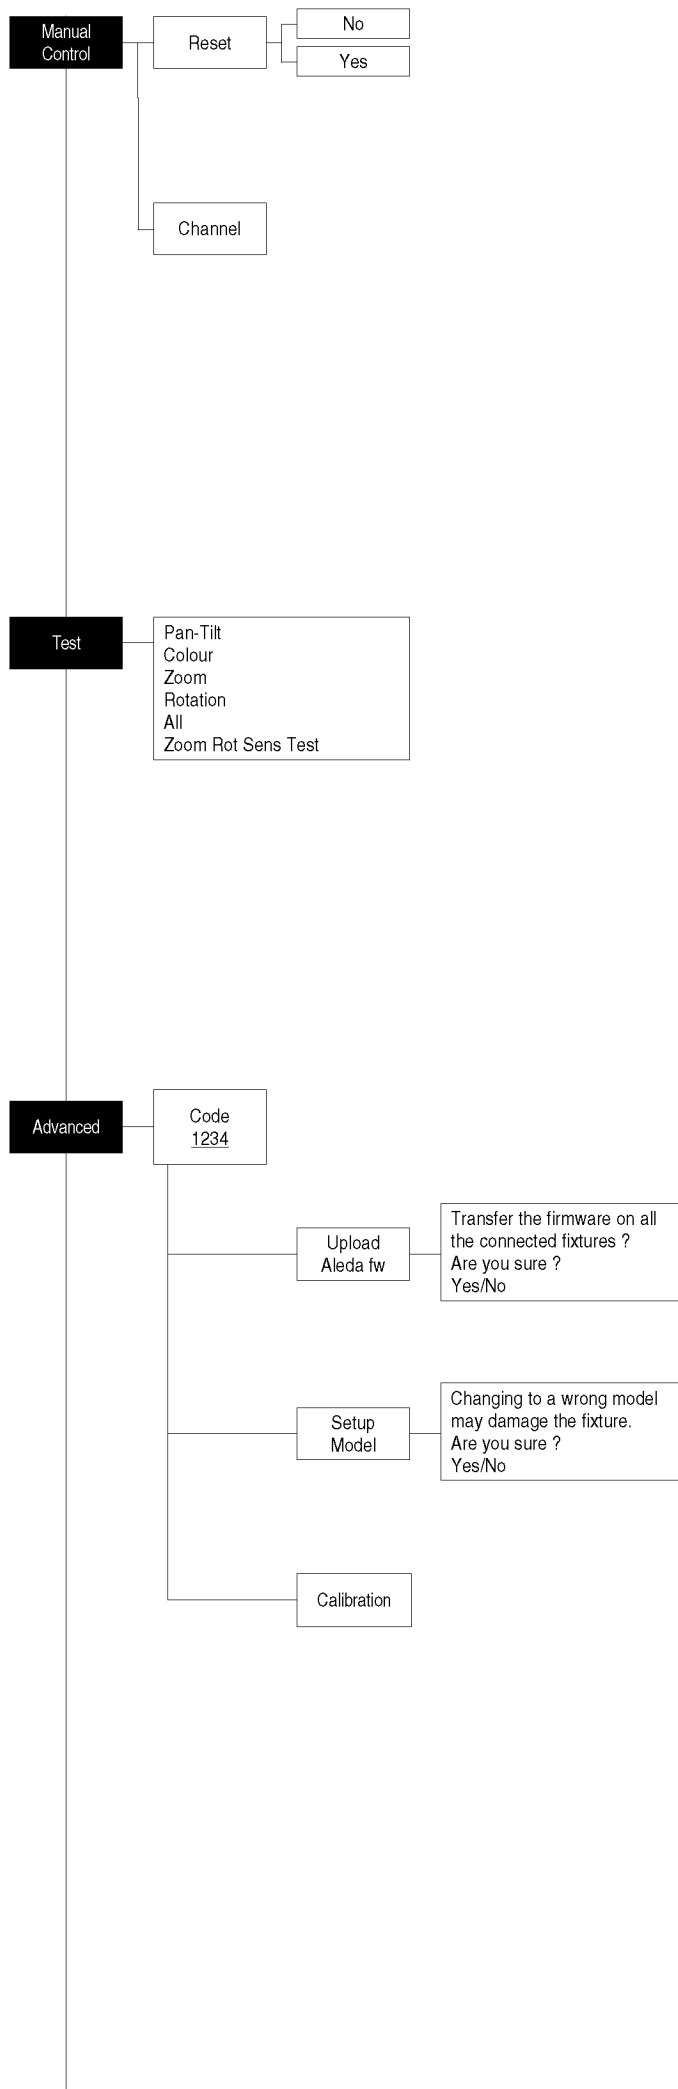 Manual
Control
Reset
No
Yes
Channel
Test
Pan-Tilt
Colour
Zoom
Rotation
All
Zoom Rot Sens Test
Advanced
Code
1234
Upload
Aleda fw
Transfer the firmware on all
the connected fixtures ?
Are you sure ?
Yes/No
Setup
Model
Changing to a wrong model
may damage the fixture.
Are you sure ?
Yes/No
Calibration